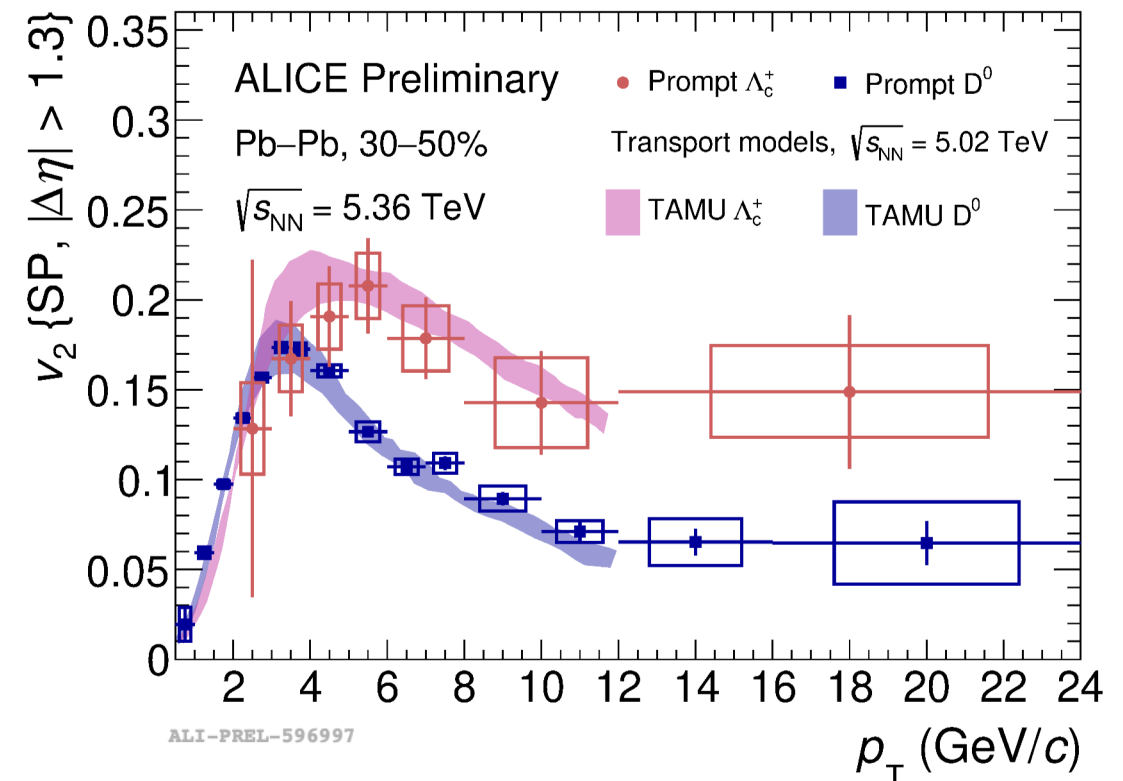 v₂ {SP, |Δη| > 1.3}
0.35
0.3
0.25
0.2
0.15
0.1
0.05
0
ALICE Preliminary
Pb–Pb, 30–50%
√sNN = 5.36 TeV
Prompt Λc⁺ Prompt D⁰
Transport models, √sNN = 5.02 TeV
TAMU Λc⁺ TAMU D⁰
2 4 6 8 10 12 14 16 18 20 22 24
pT (GeV/c)
ALI-PREL-596997